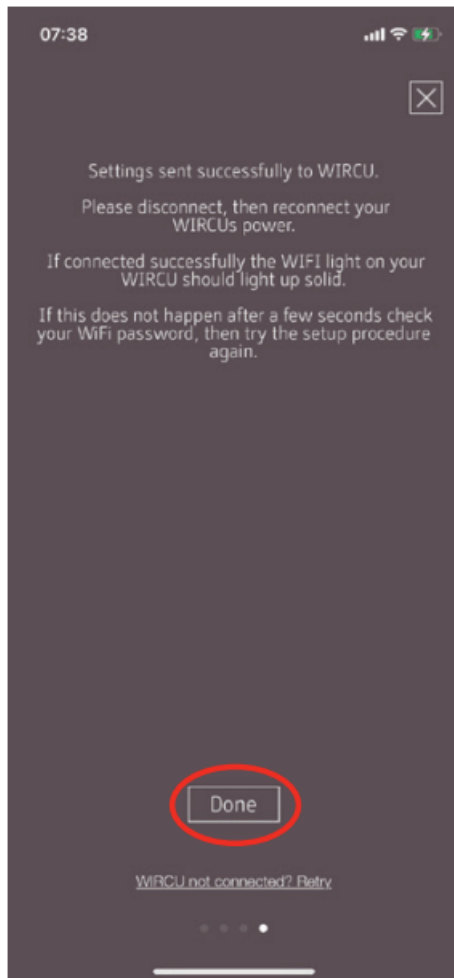 07:38
Settings sent successfully to WIRCU.
Please disconnect, then reconnect your
WIRCUs power.
If connected successfully the WIFI light on your
WIRCU should light up solid.
If this does not happen after a few seconds check
your WiFi password, then try the setup procedure
again.
Done
WIRCU not connected? Retry